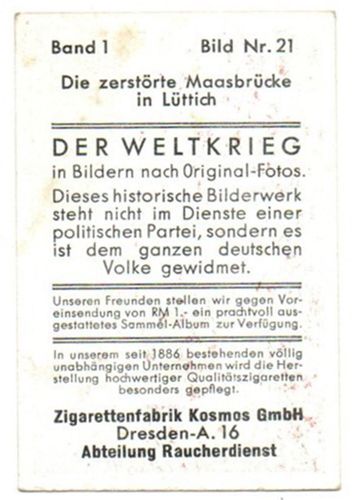 Band 1 Bild Nr. 21
Die zerstörte Maasbrücke
in Lüttich
DER WELTKRIEG
in Bildern nach Original-Fotos.
Dieses historische Bilderwerk
steht nicht im Dienste einer
politischen Partei, sondern es
ist dem ganzen deutschen
Volke gewidmet.
Unseren Freunden stellen wir gegen Vor-
einsendung von RM 1.- ein prachtvoll aus-
gestattetes Sammel-Album zur Verfügung.
In unserem seit 1886 bestehenden völlig
unabhängigen Unternehmen wird die Her-
stellung hochwertiger Qualitätszigaretten
besonders gepflegt.
Zigarettenfabrik Kosmos GmbH
Dresden-A. 16
Abteilung Raucherdienst